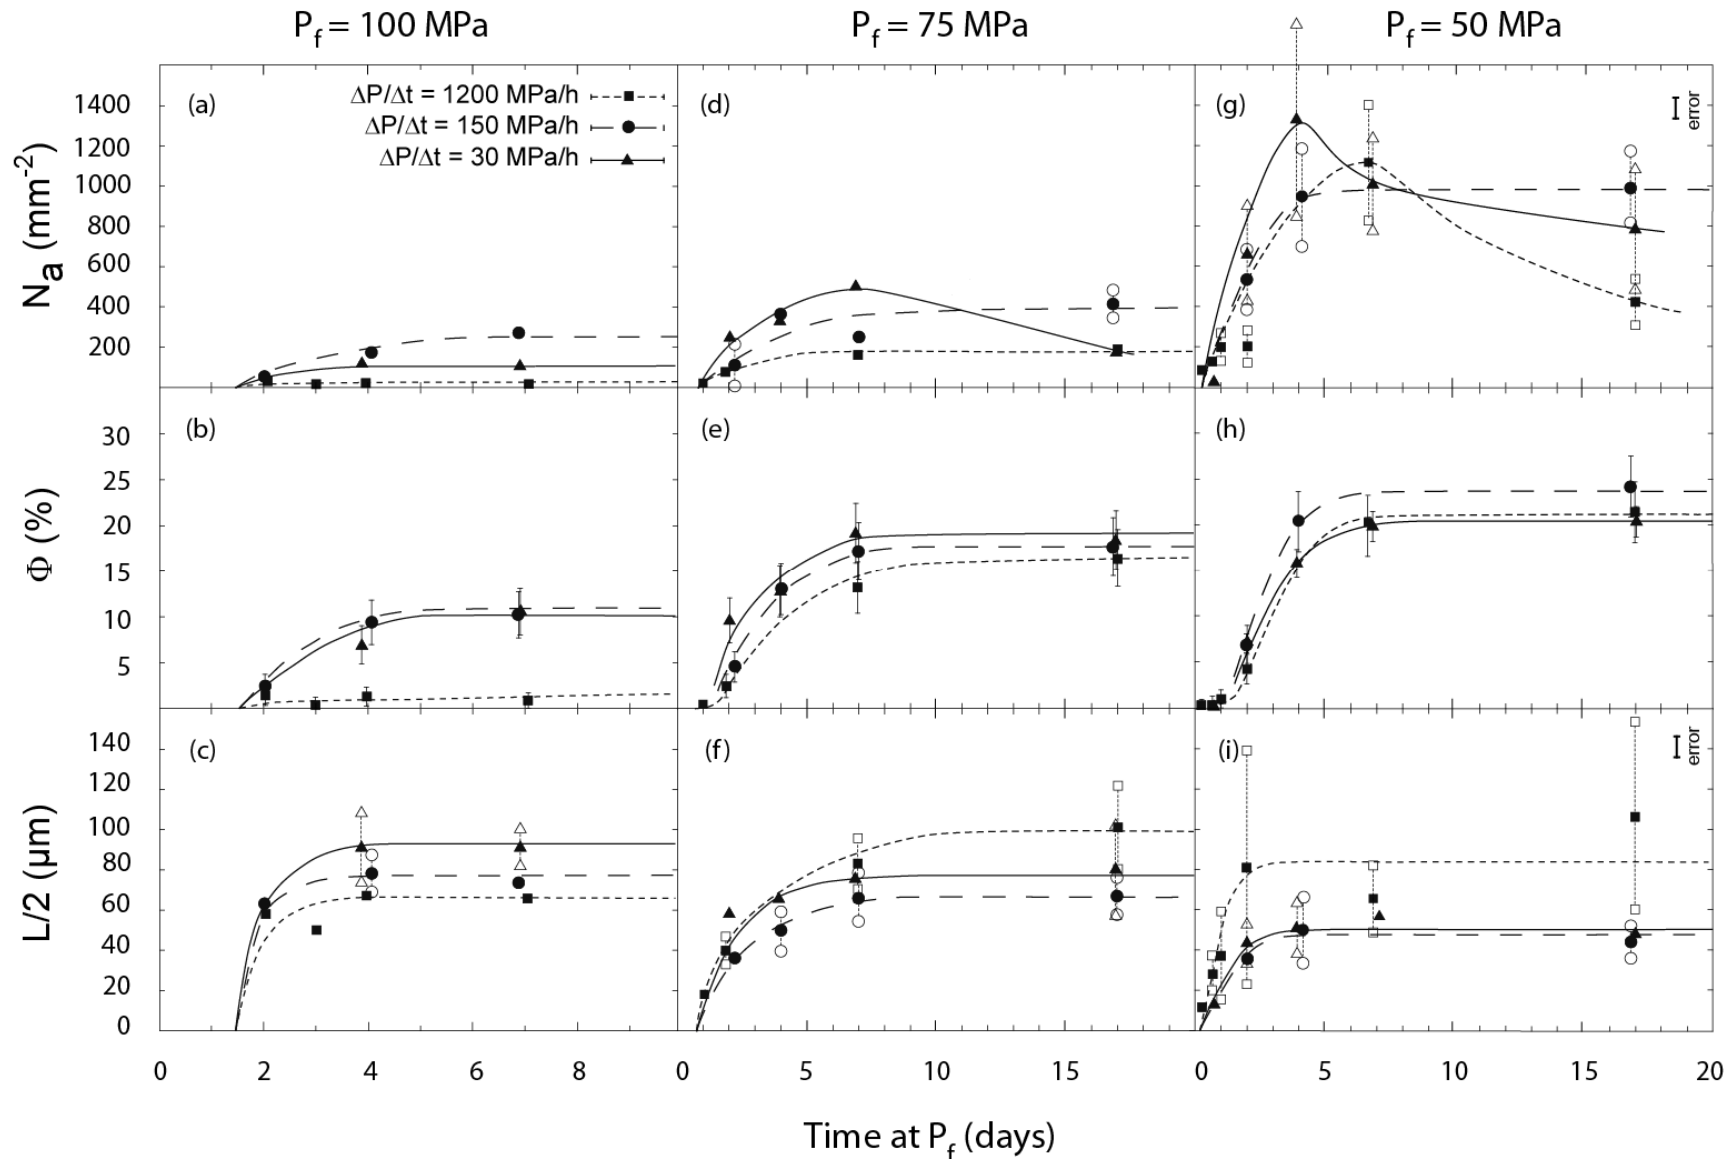 P_f = 100 MPa
P_f = 75 MPa
P_f = 50 MPa
(a)
ΔP/Δt = 1200 MPa/h
ΔP/Δt = 150 MPa/h
ΔP/Δt = 30 MPa/h
(d)
(g)
error
N_a (mm^-2)
1400
1200
1000
800
600
400
200
(b)
(e)
(h)
Φ (%)
30
25
20
15
10
5
(c)
(f)
(i)
error
L/2 (μm)
140
120
100
80
60
40
20
0
0 2 4 6 8
0 5 10 15
0 5 10 15 20
Time at P_f (days)